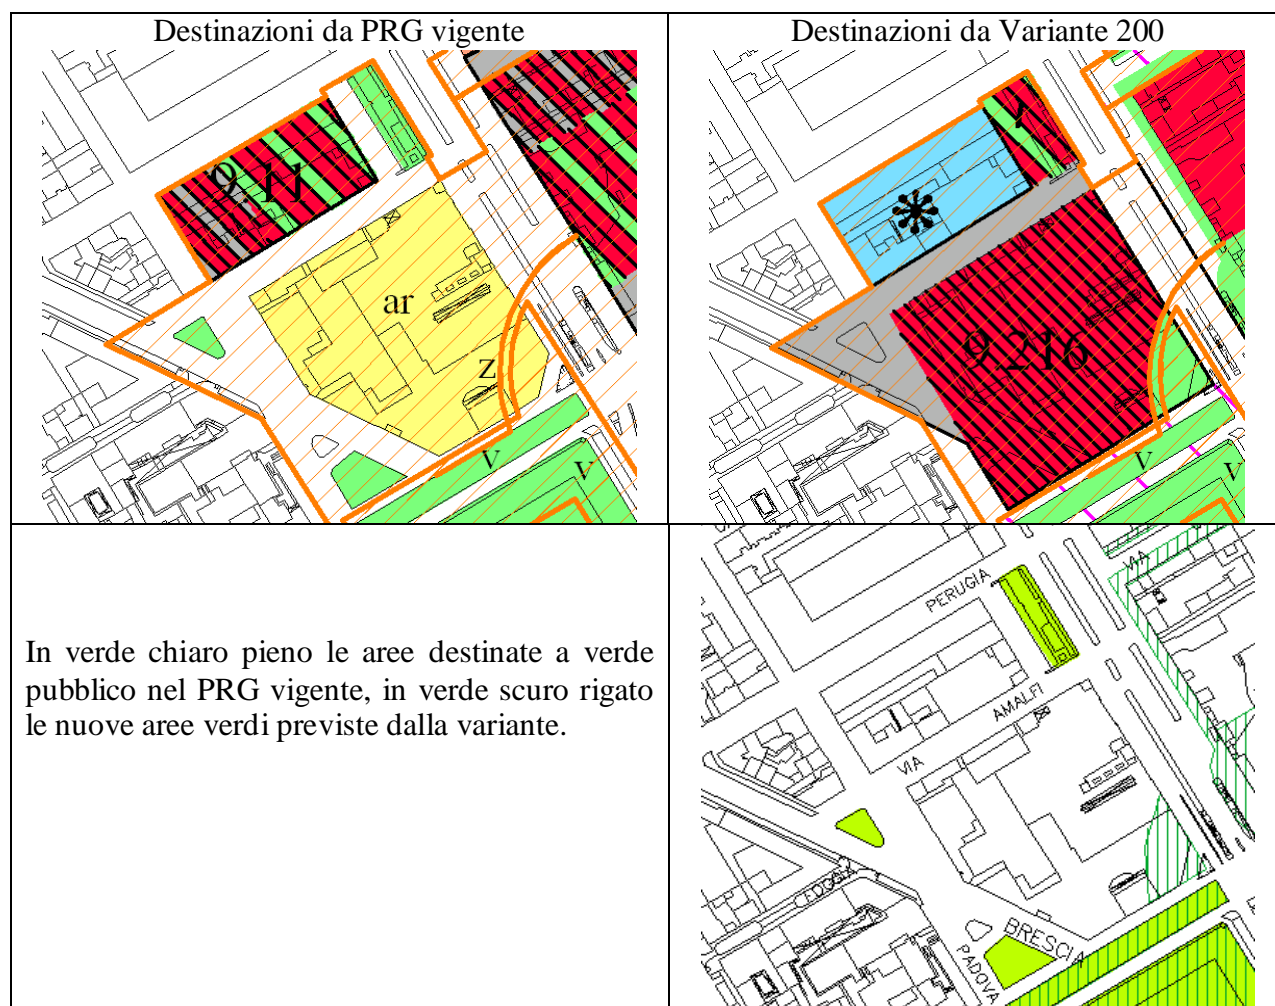 Destinazioni da PRG vigente
Destinazioni da Variante 200
9.11
ar
Z
V
V
9.216
V
V
In verde chiaro pieno le aree destinate a verde
pubblico nel PRG vigente, in verde scuro rigato
le nuove aree verdi previste dalla variante.
VIA
PERUGIA
AMALFI
VIA
FOGGIA
BRESCIA
PADOVA